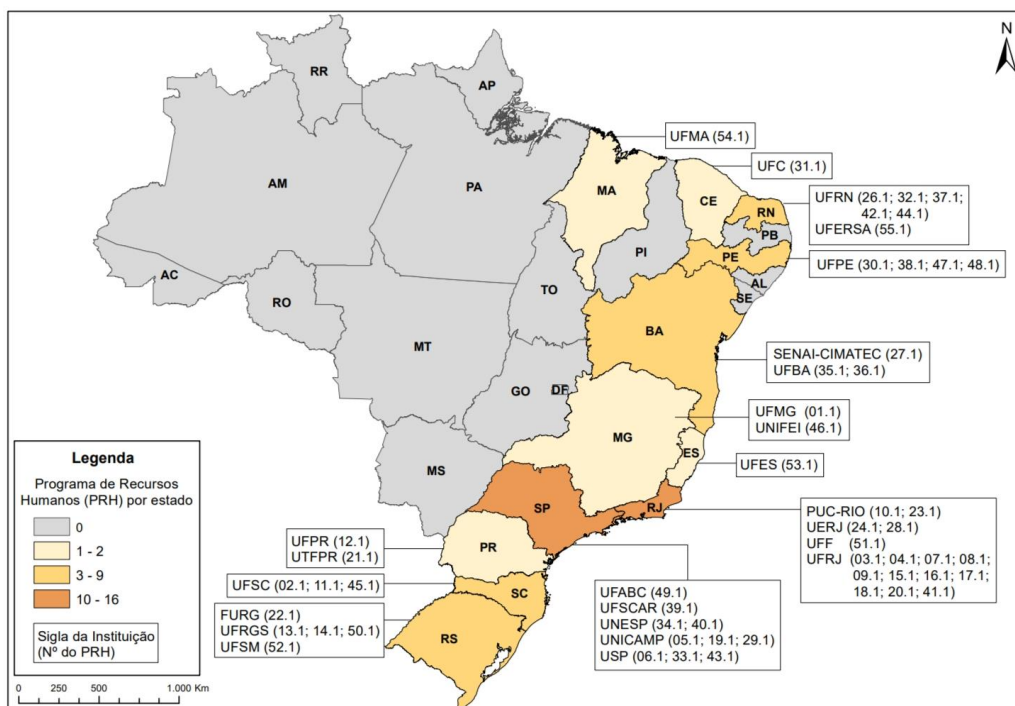 N
RR
AP
AM
PA
MA
CE
RN
PB
PE
AL
SE
PI
TO
AC
RO
MT
BA
GO
DF
MG
ES
MS
SP
RJ
PR
SC
RS
UFMA (54.1)
UFC (31.1)
UFRN (26.1; 32.1; 37.1;
42.1; 44.1)
UFERSA (55.1)
UFPE (30.1; 38.1; 47.1; 48.1)
SENAI-CIMATEC (27.1)
UFBA (35.1; 36.1)
UFMG (01.1)
UNIFEI (46.1)
UFES (53.1)
PUC-RIO (10.1; 23.1)
UERJ (24.1; 28.1)
UFF (51.1)
UFRJ (03.1; 04.1; 07.1; 08.1;
09.1; 15.1; 16.1; 17.1;
18.1; 20.1; 41.1)
UFABC (49.1)
UFSCAR (39.1)
UNESP (34.1; 40.1)
UNICAMP (05.1; 19.1; 29.1)
USP (06.1; 33.1; 43.1)
UFPR (12.1)
UTFPR (21.1)
UFSC (02.1; 11.1; 45.1)
FURG (22.1)
UFRGS (13.1; 14.1; 50.1)
UFSM (52.1)
Legenda
Programa de Recursos
Humanos (PRH) por estado
0
1 - 2
3 - 9
10 - 16
Sigla da Instituição
(Nº do PRH)
0 250 500 1.000 Km